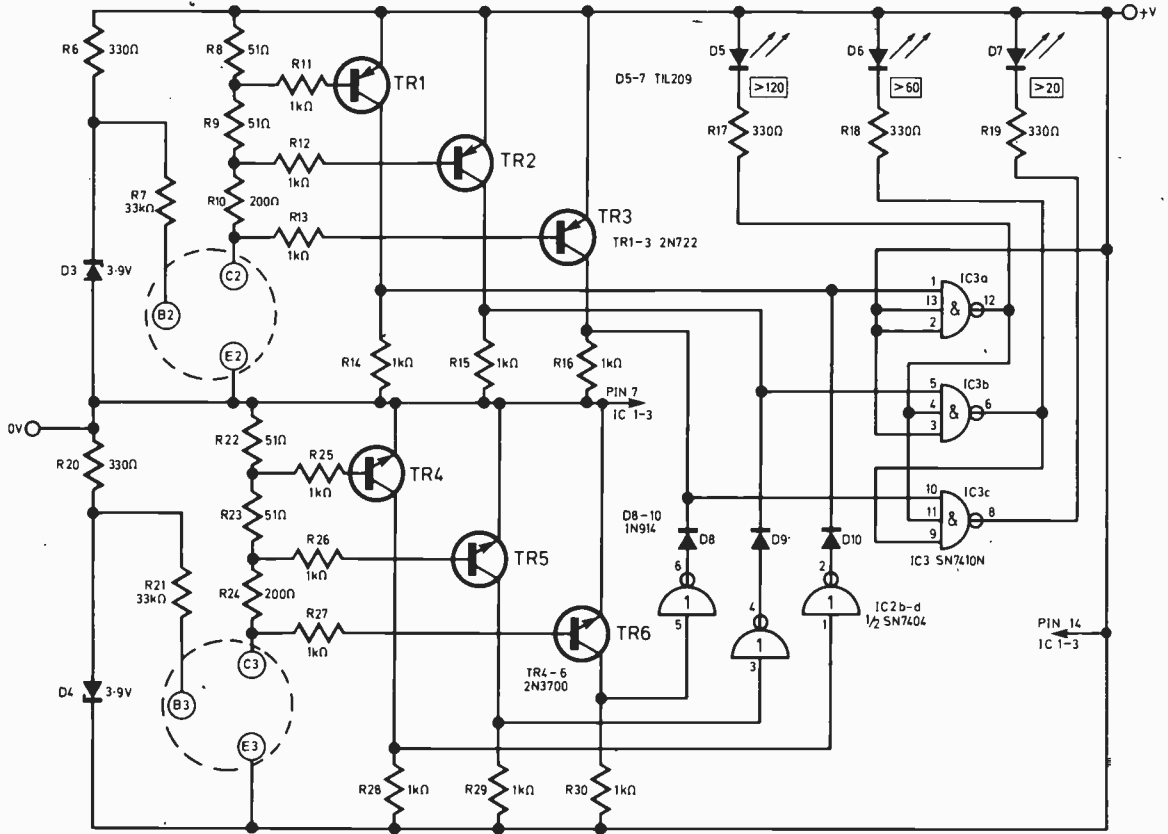 +V
R6
330Ω
R8
51Ω
R11
1kΩ
TR1
D5
D6
D7
D5-7 TIL209
>120
>60
>20
R9
51Ω
R12
1kΩ
TR2
R17
330Ω
R18
330Ω
R19
330Ω
R7
33kΩ
R10
200Ω
R13
1kΩ
TR3
TR1-3 2N722
D3
3·9V
C2
B2
E2
IC3a
1
13
2
&
12
R14
1kΩ
R15
1kΩ
R16
1kΩ
PIN 7
IC 1-3
IC3b
5
4
3
&
6
0V
R20
330Ω
R22
51Ω
R25
1kΩ
TR4
R23
51Ω
R26
1kΩ
TR5
IC3c
10
11
9
&
8
IC3 SN7410N
D8-10
1N914
D8
D9
D10
R21
33kΩ
R24
200Ω
R27
1kΩ
TR6
TR4-6
2N3700
6
1
5
4
1
3
2
1
1
IC2b-d
1/2 SN7404
PIN 14
IC 1-3
D4
3·9V
C3
B3
E3
R28
1kΩ
R29
1kΩ
R30
1kΩ